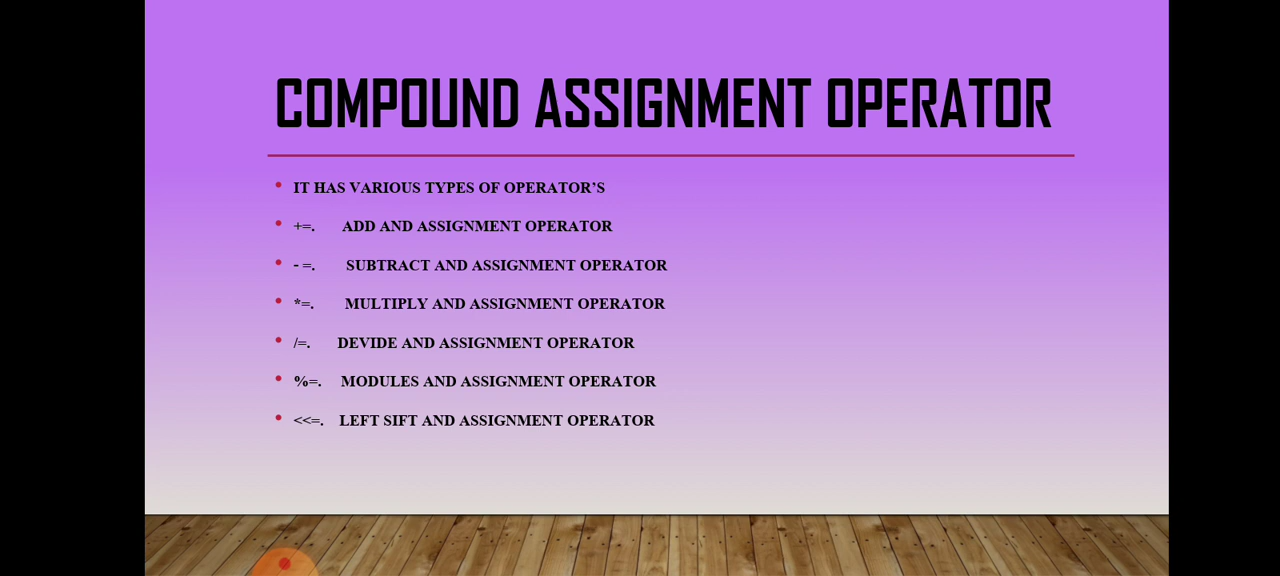 COMPOUND ASSIGNMENT OPERATOR
• IT HAS VARIOUS TYPES OF OPERATOR’S
• +=. ADD AND ASSIGNMENT OPERATOR
• - =. SUBTRACT AND ASSIGNMENT OPERATOR
• *=. MULTIPLY AND ASSIGNMENT OPERATOR
• /=. DEVIDE AND ASSIGNMENT OPERATOR
• %=. MODULES AND ASSIGNMENT OPERATOR
• <<=. LEFT SIFT AND ASSIGNMENT OPERATOR